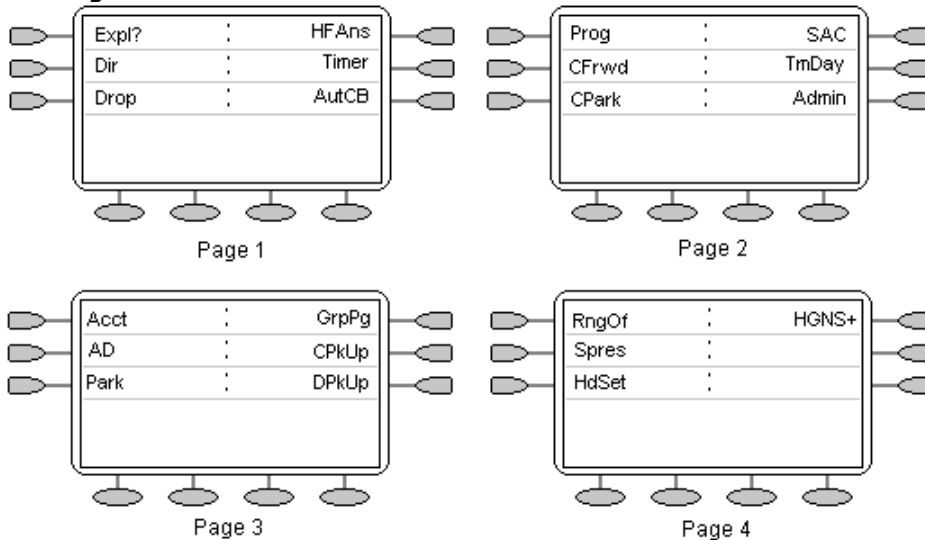 Expl? : HFAns
Dir : Timer
Drop : AutCB
Page 1
Prog : SAC
CFrwd : TmDay
CPark : Admin
Page 2
Acct : GrpPg
AD : CPkUp
Park : DPkUp
Page 3
RngOf : HGNS+
Spres :
HdSet :
Page 4